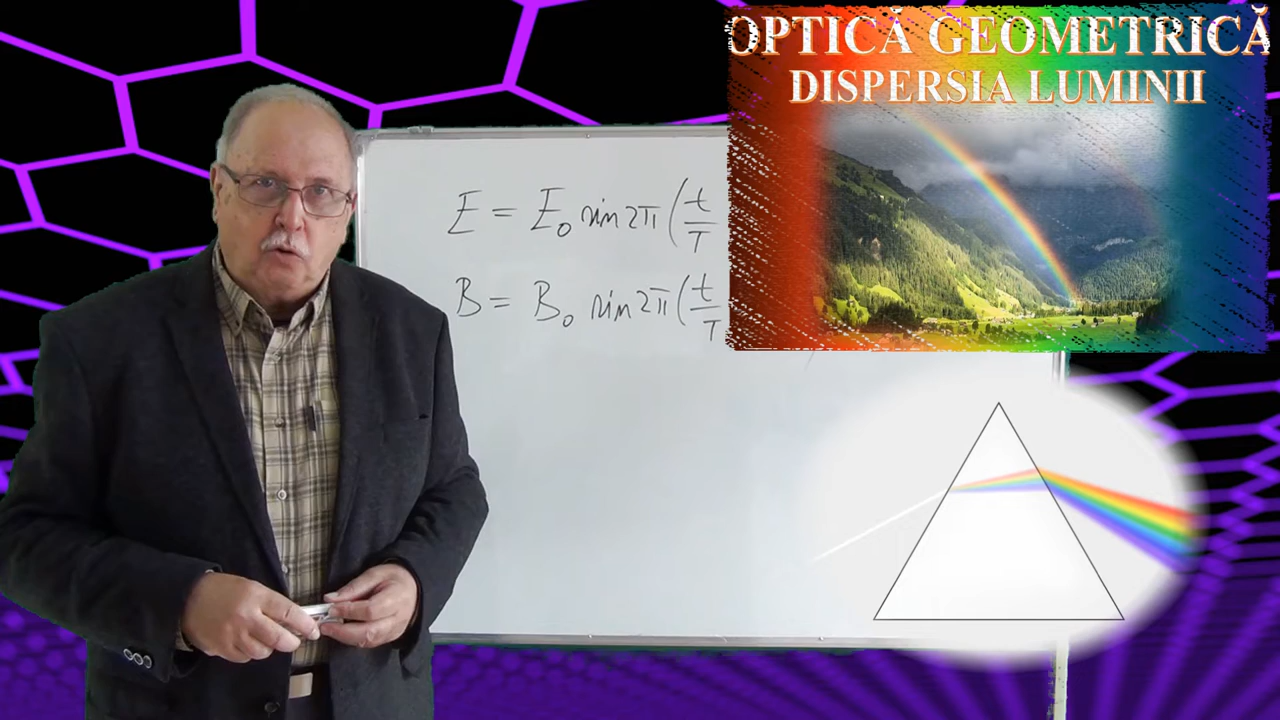 OPTICĂ GEOMETRICĂ
DISPERSIA LUMINII
E = E₀ sin 2π (t/T
B = B₀ sin 2π (t/T